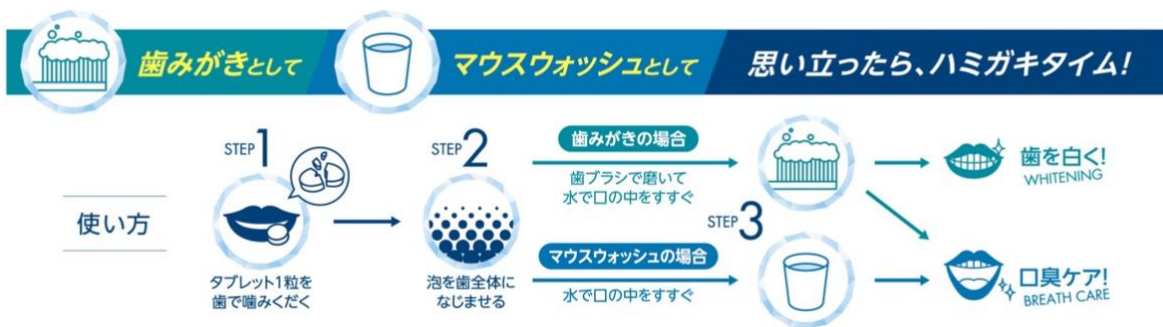 歯みがきとして
マウスウォッシュとして
思い立ったら、ハミガキタイム!
使い方
STEP1
タブレット1粒を
歯で噛みくだく
STEP2
泡を歯全体に
なじませる
歯みがきの場合
歯ブラシで磨いて
水で口の中をすすぐ
STEP3
マウスウォッシュの場合
水で口の中をすすぐ
歯を白く!
WHITENING
口臭ケア!
BREATH CARE